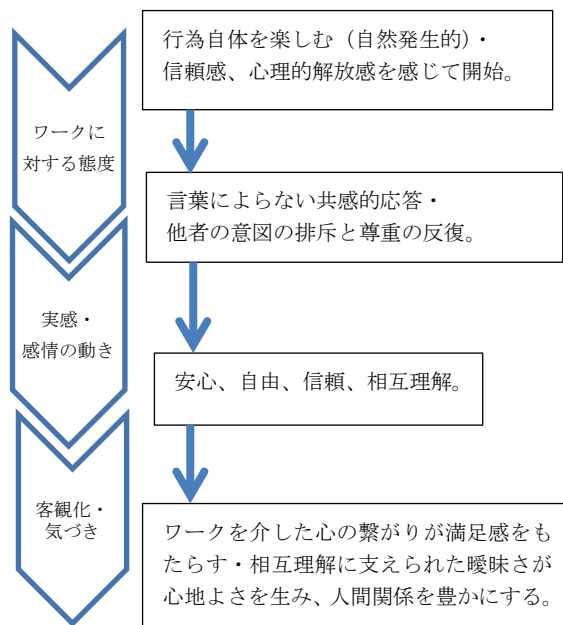 行為自体を楽しむ（自然発生的）・
信頼感、心理的解放感を感じて開始。
ワークに
対する態度
言葉によらない共感的応答・
他者の意図の排斥と尊重の反復。
実感・
感情の動き
安心、自由、信頼、相互理解。
客観化・
気づき
ワークを介した心の繋がりが満足感をも
たらす・相互理解に支えられた曖昧さが
心地よさを生み、人間関係を豊かにする。